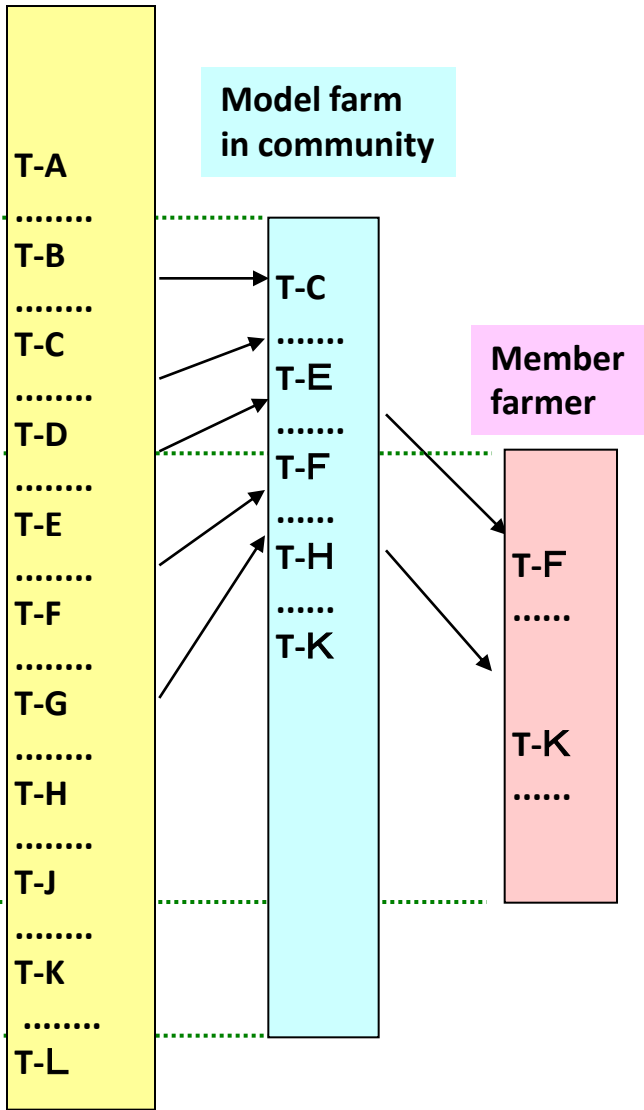 T-A
........
T-B
........
T-C
........
T-D
........
T-E
........
T-F
........
T-G
........
T-H
........
T-J
........
T-K
........
T-L
Model farm
in community
T-C
.......
T-E
.......
T-F
......
T-H
......
T-K
Member
farmer
T-F
......
T-K
......